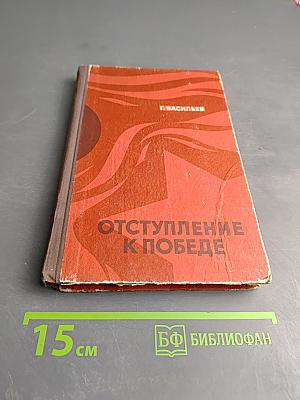 Г. ВАСИЛЬЕВ
ОТСТУПЛЕНИЕ
К ПОБЕДЕ
15 см
БФ БИБЛИОФАН